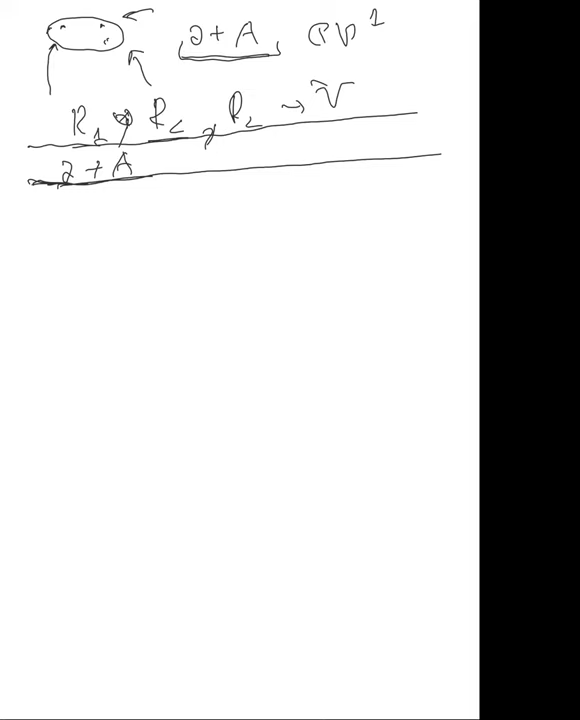 ∂ + A ℂP¹
R₁ ⊗ R₂, R₂ → Ṽ
∂ + A